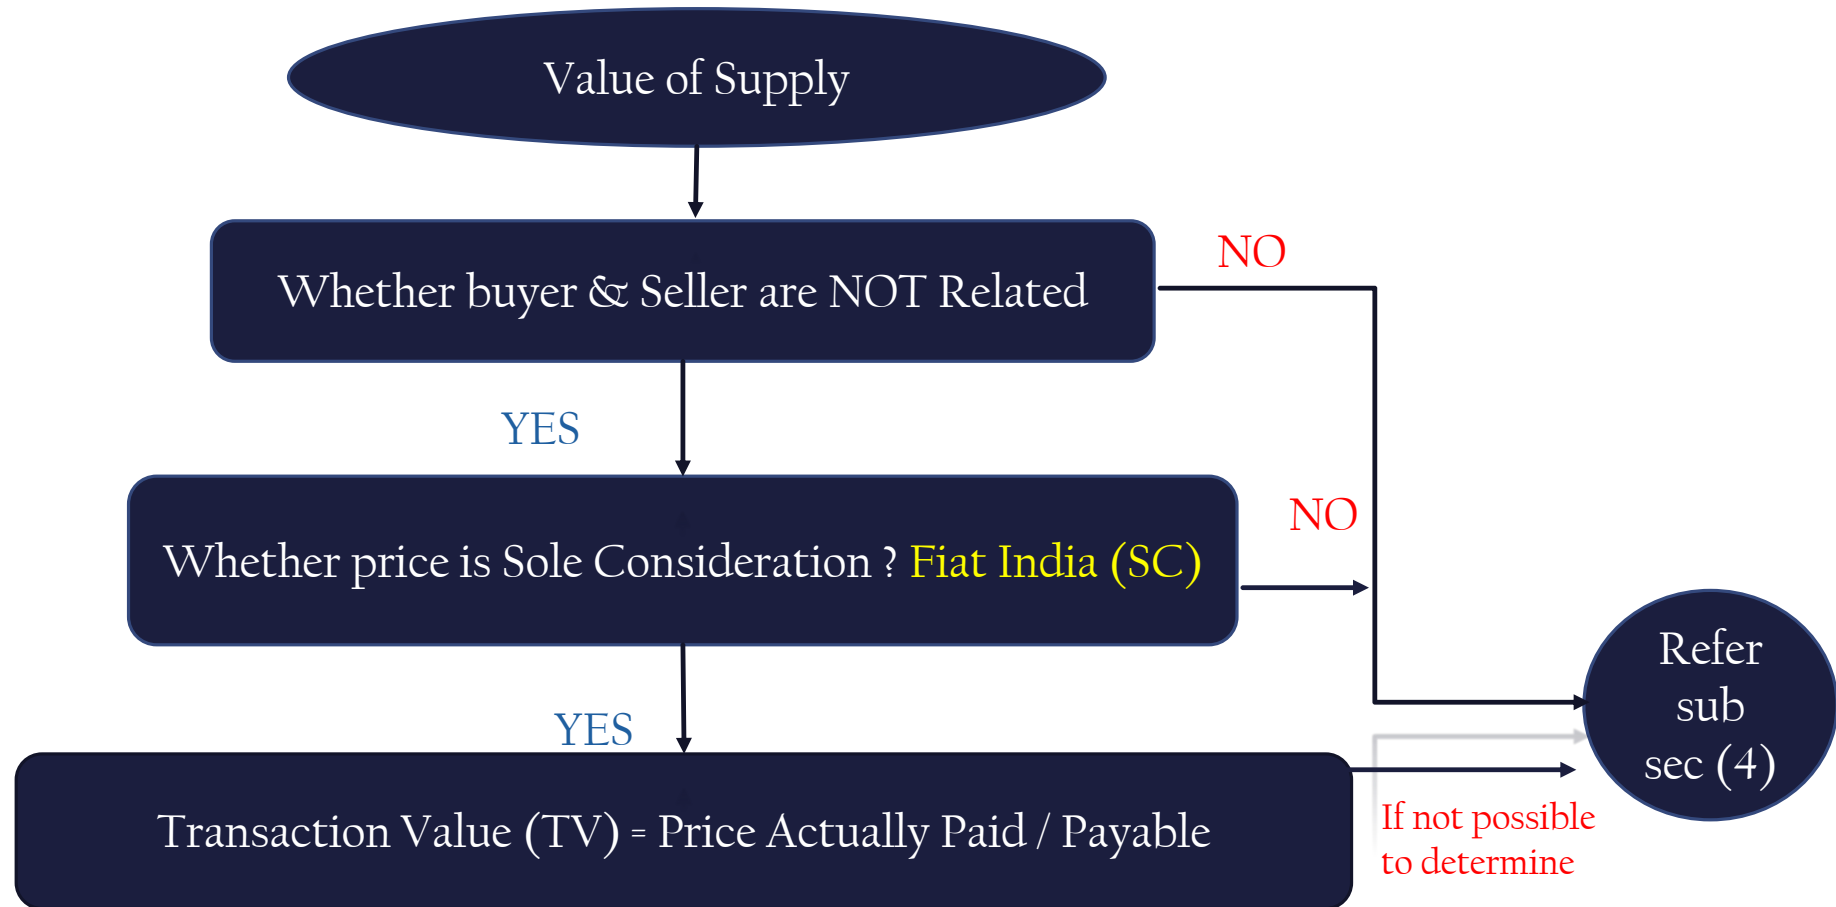 Value of Supply
Whether buyer & Seller are NOT Related
NO
YES
Whether price is Sole Consideration ? Fiat India (SC)
NO
YES
Transaction Value (TV) = Price Actually Paid / Payable
If not possible
to determine
Refer
sub
sec (4)